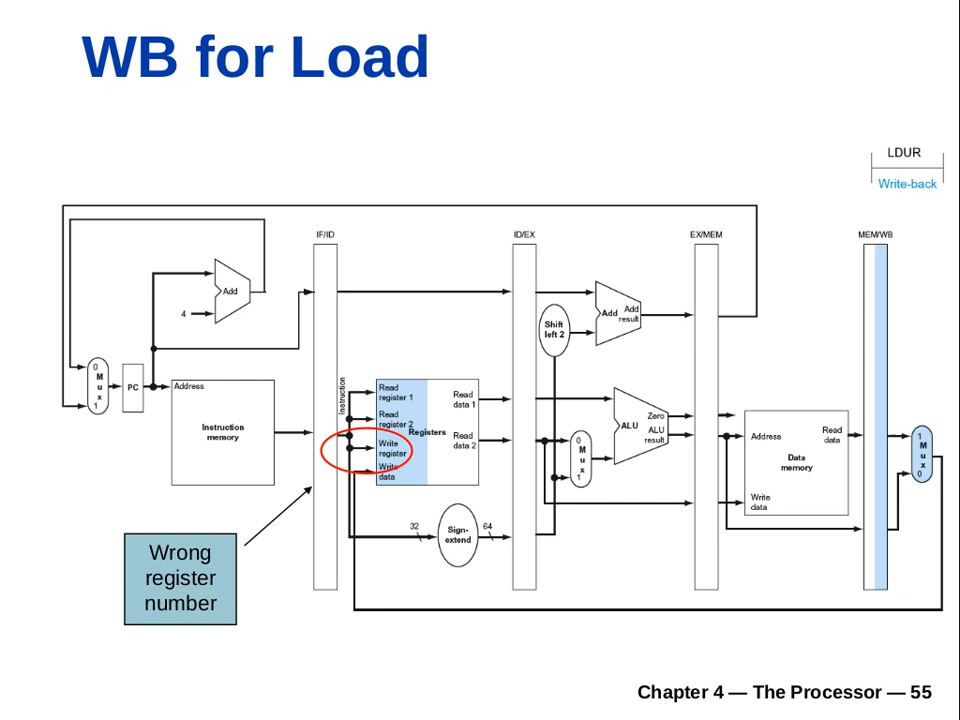 WB for Load
LDUR
Write-back
IF/ID
ID/EX
EX/MEM
MEM/WB
Add
4
Shift
left 2
Add
Add
result
0
M
u
x
1
PC
Address
Instruction
memory
Instruction
Read
register 1
Read
register 2
Registers
Write
register
Write
data
Read
data 1
Read
data 2
0
M
u
x
1
ALU
Zero
ALU
result
Address
Read
data
Data
memory
Write
data
1
M
u
x
0
32
Sign-
extend
64
Wrong
register
number
Chapter 4 — The Processor — 55